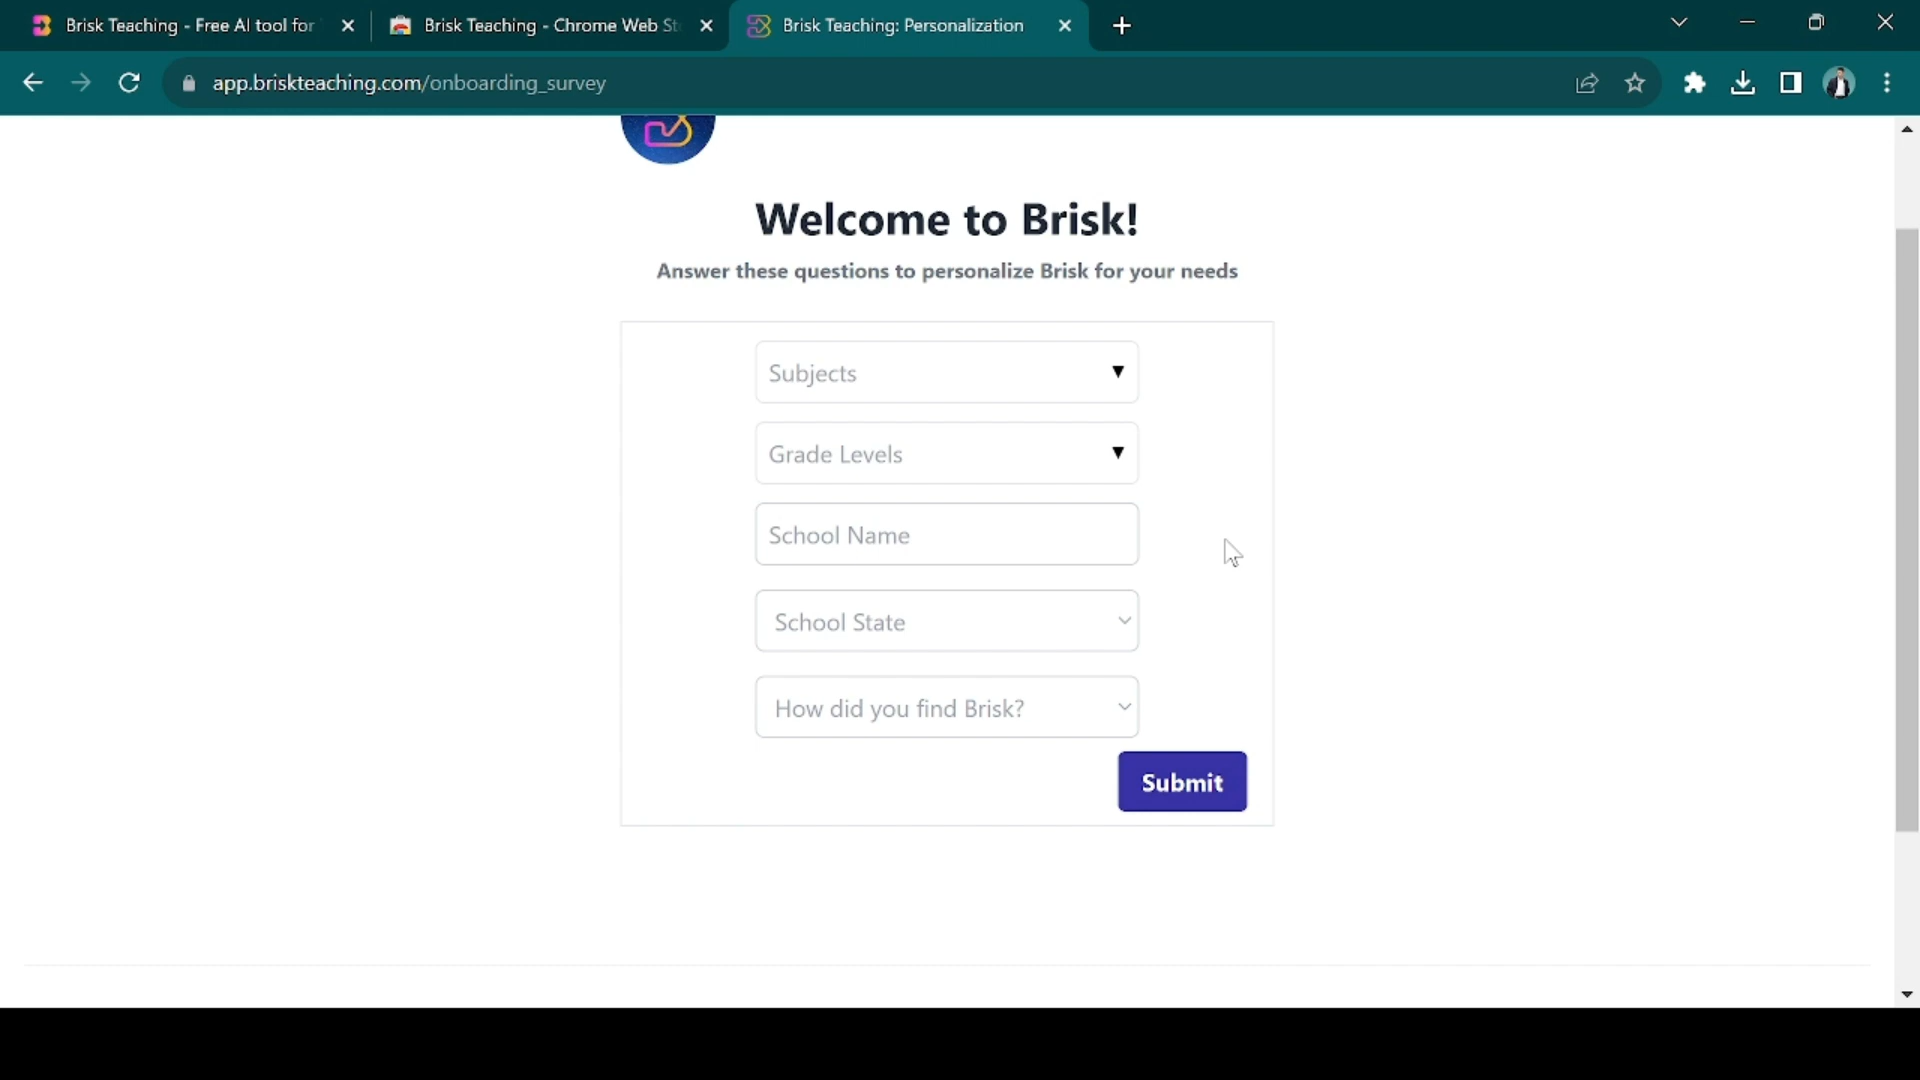 Brisk Teaching - Free AI tool for
Brisk Teaching - Chrome Web St
Brisk Teaching: Personalization
app.briskteaching.com/onboarding_survey
Welcome to Brisk!
Answer these questions to personalize Brisk for your needs
Subjects
Grade Levels
School Name
School State
How did you find Brisk?
Submit